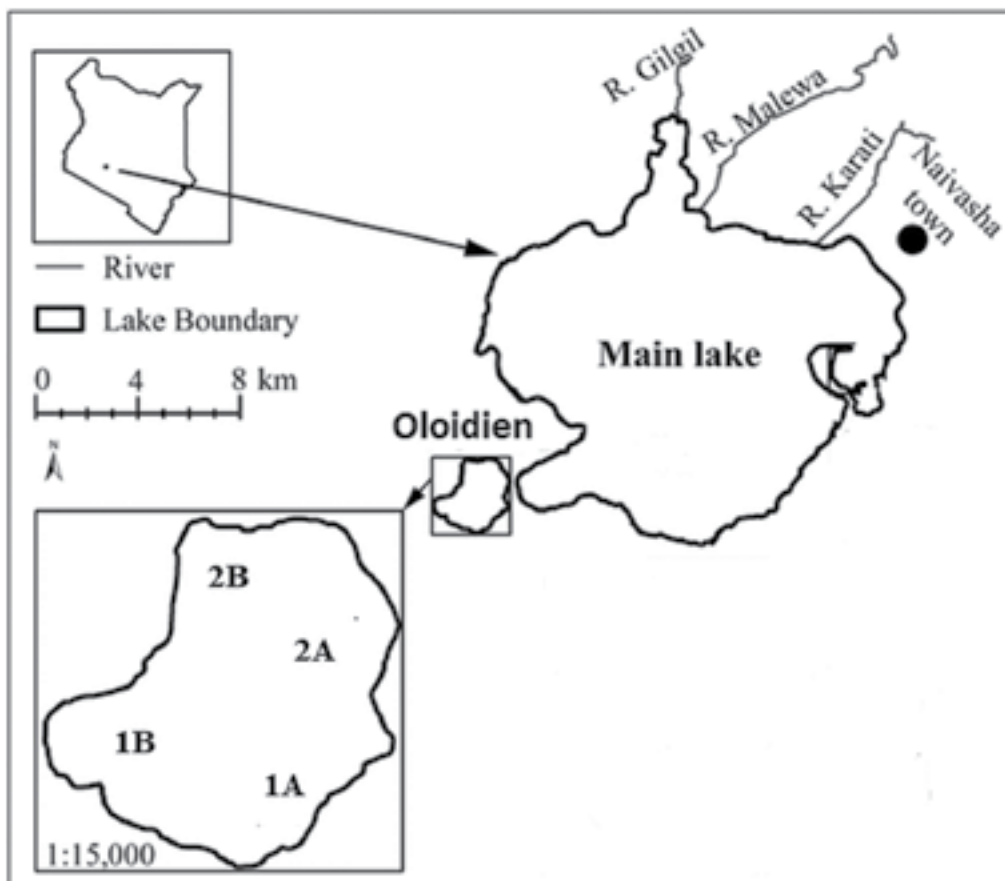 R. Gilgil
R. Malewa
R. Karati
Naivasha
town
River
Lake Boundary
Main lake
0 4 8 km
Oloidien
N
2B
2A
1B
1A
1:15,000